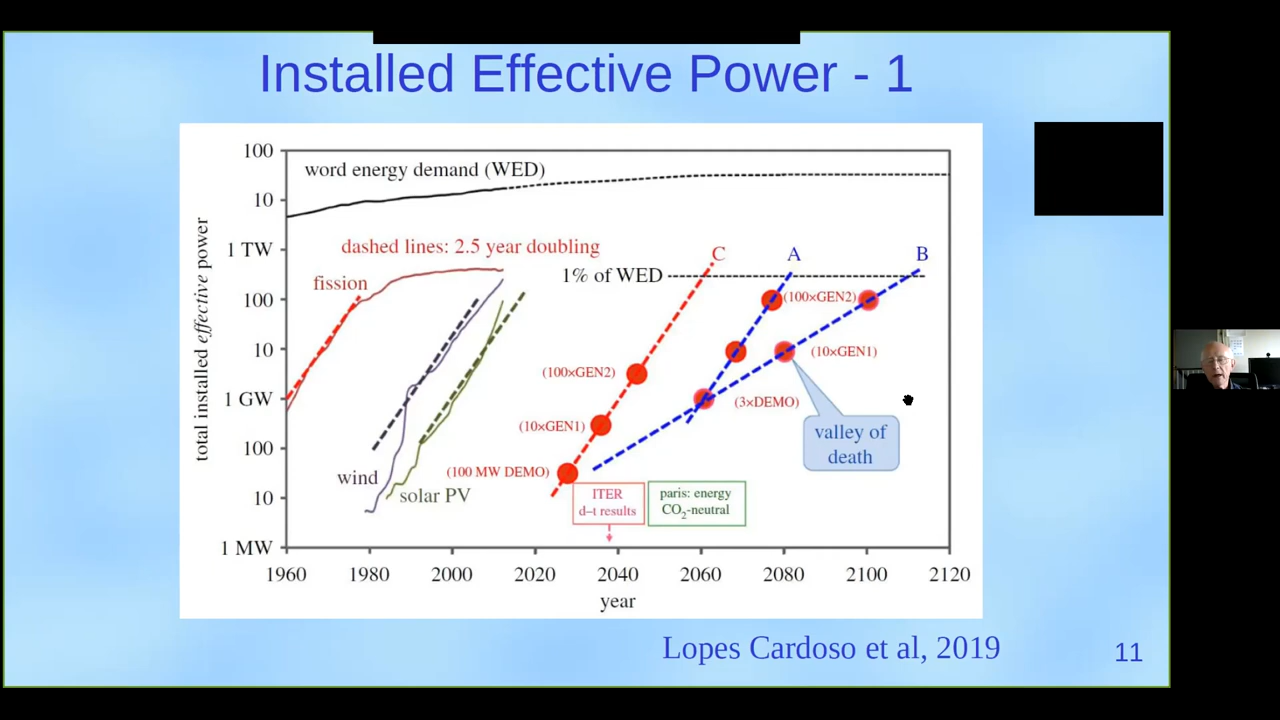 Installed Effective Power - 1
100
word energy demand (WED)
10
1 TW
dashed lines: 2.5 year doubling
C
A
B
fission
1% of WED
100
(100×GEN2)
10
(10×GEN1)
(100×GEN2)
1 GW
(3×DEMO)
(10×GEN1)
valley of
death
100
wind
(100 MW DEMO)
solar PV
10
ITER
d–t results
paris: energy
CO2-neutral
1 MW
1960 1980 2000 2020 2040 2060 2080 2100 2120
year
total installed effective power
Lopes Cardoso et al, 2019
11